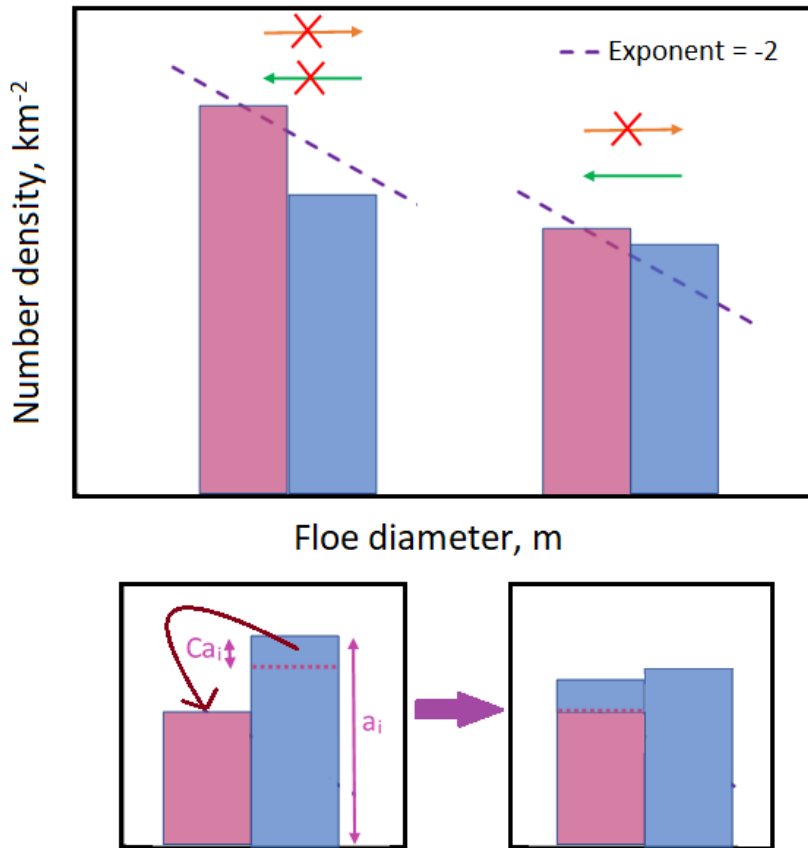 Exponent = -2
Number density, km⁻²
Floe diameter, m
Caᵢ
aᵢ